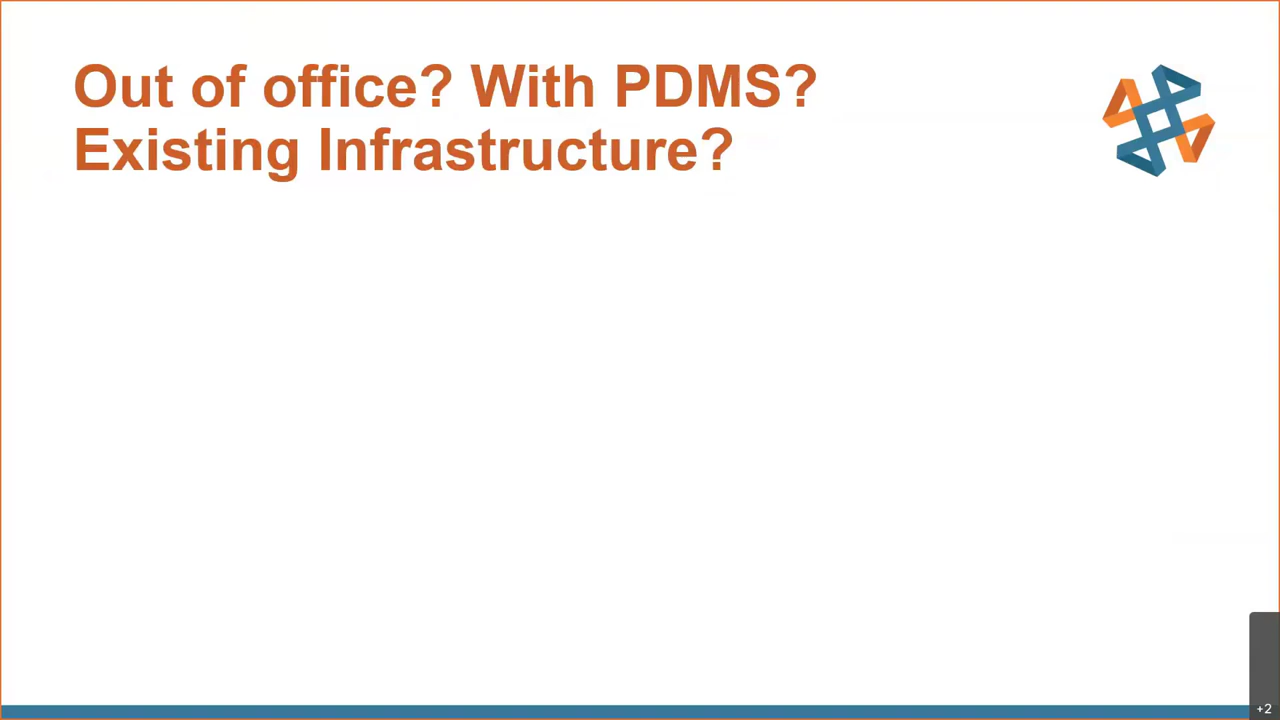 Out of office? With PDMS?
Existing Infrastructure?
+2